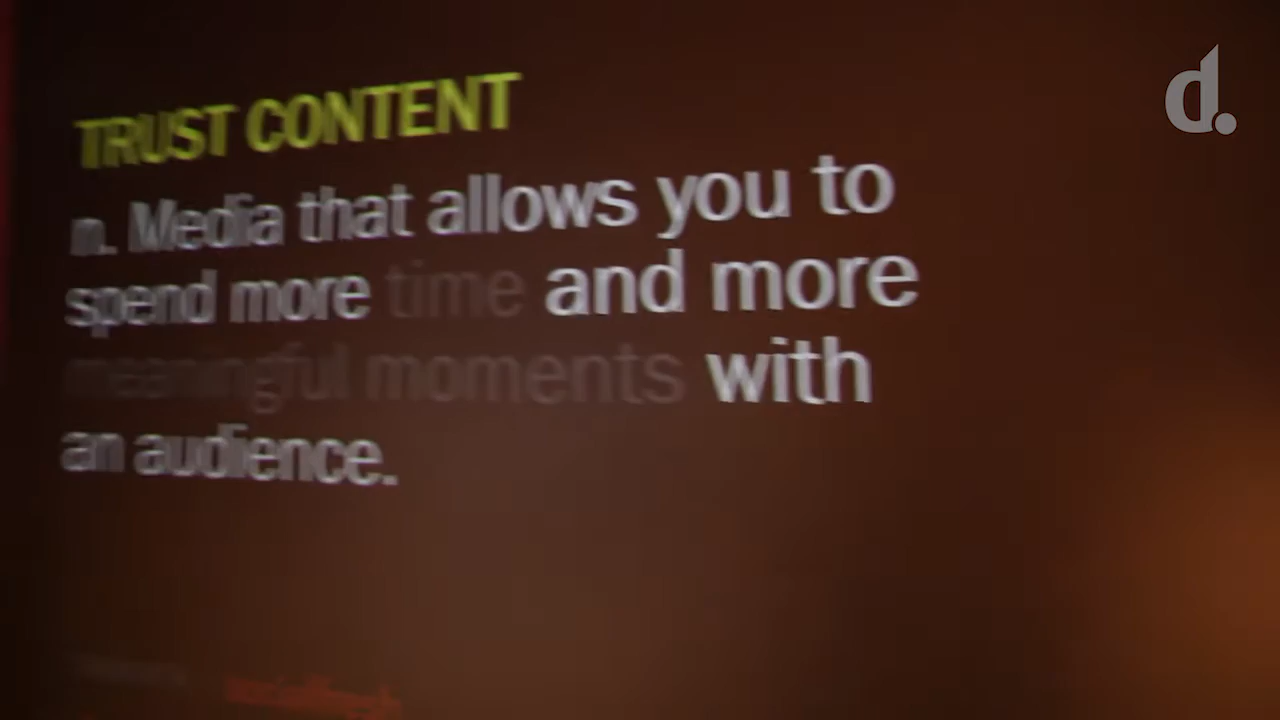 d.
TRUST CONTENT
n. Media that allows you to
spend more time and more
meaningful moments with
an audience.